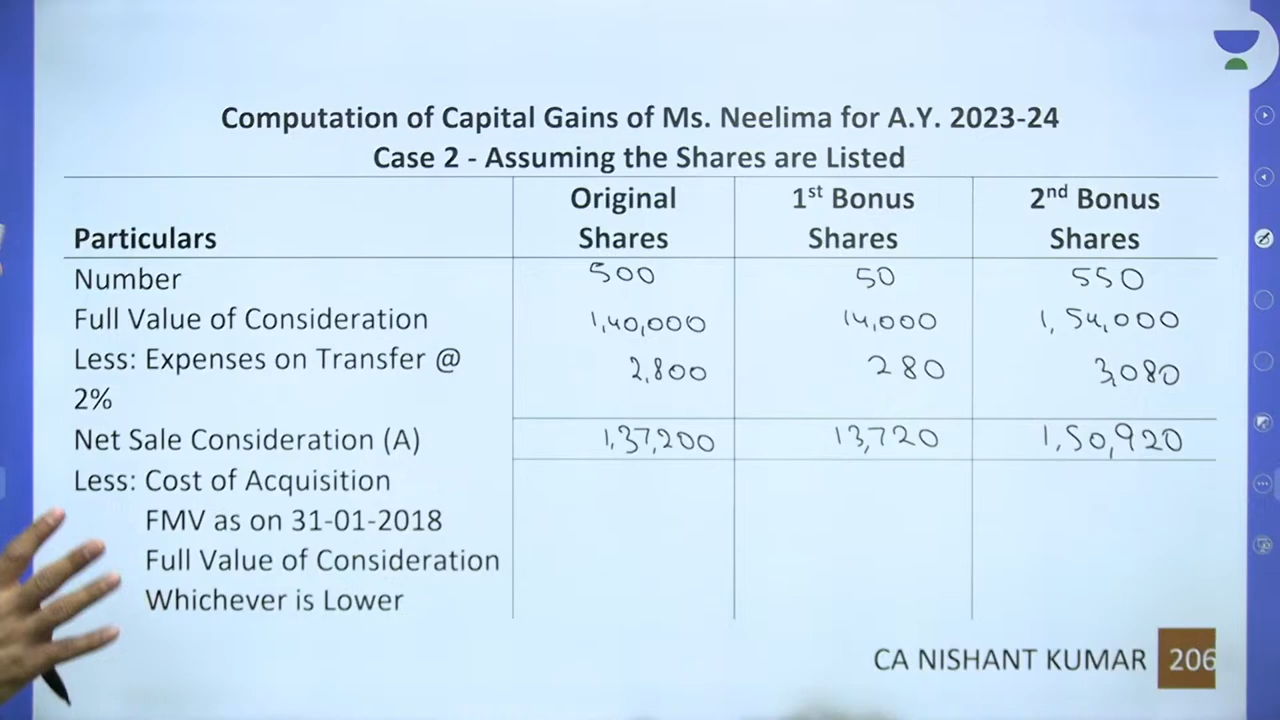 Computation of Capital Gains of Ms. Neelima for A.Y. 2023-24
Case 2 - Assuming the Shares are Listed
Particulars Original Shares 1st Bonus Shares 2nd Bonus Shares
Number 500 50 550
Full Value of Consideration 1,40,000 14,000 1,54,000
Less: Expenses on Transfer @ 2% 2,800 280 3,080
Net Sale Consideration (A) 1,37,200 13,720 1,50,920
Less: Cost of Acquisition
FMV as on 31-01-2018
Full Value of Consideration
Whichever is Lower
CA NISHANT KUMAR 206